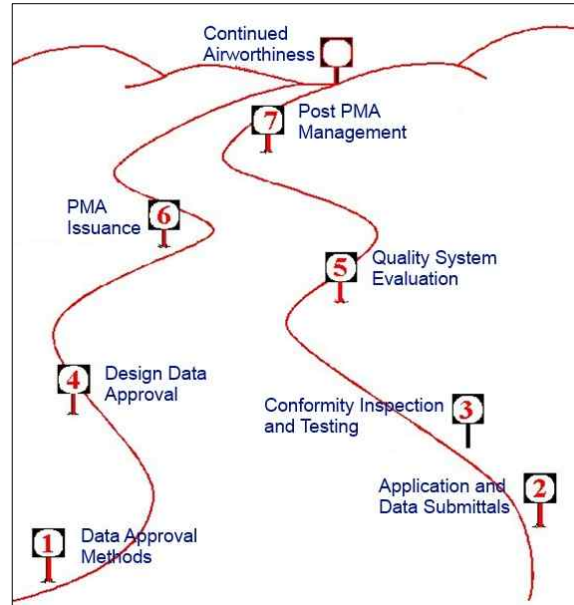 Continued
Airworthiness
7
Post PMA
Management
6
PMA
Issuance
5
Quality System
Evaluation
4
Design Data
Approval
3
Conformity Inspection
and Testing
2
Application and
Data Submittals
1
Data Approval
Methods